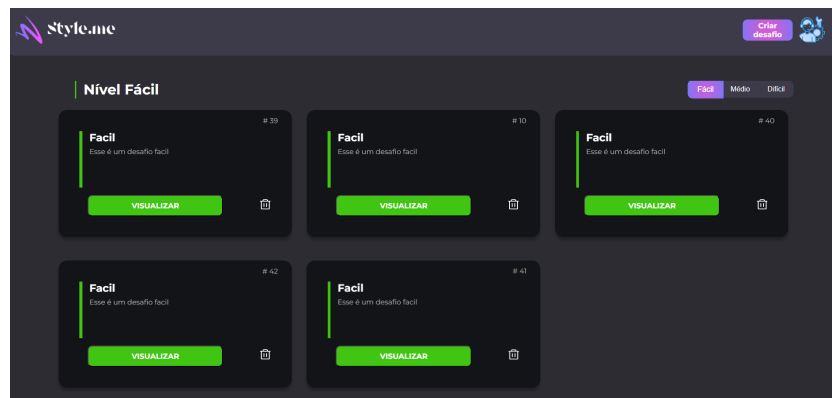 Style.me
Criar
desafio
Nível Fácil
Fácil Médio Difícil
# 39
Facil
Esse é um desafio facil
VISUALIZAR
# 10
Facil
Esse é um desafio facil
VISUALIZAR
# 40
Facil
Esse é um desafio facil
VISUALIZAR
# 42
Facil
Esse é um desafio facil
VISUALIZAR
# 41
Facil
Esse é um desafio facil
VISUALIZAR